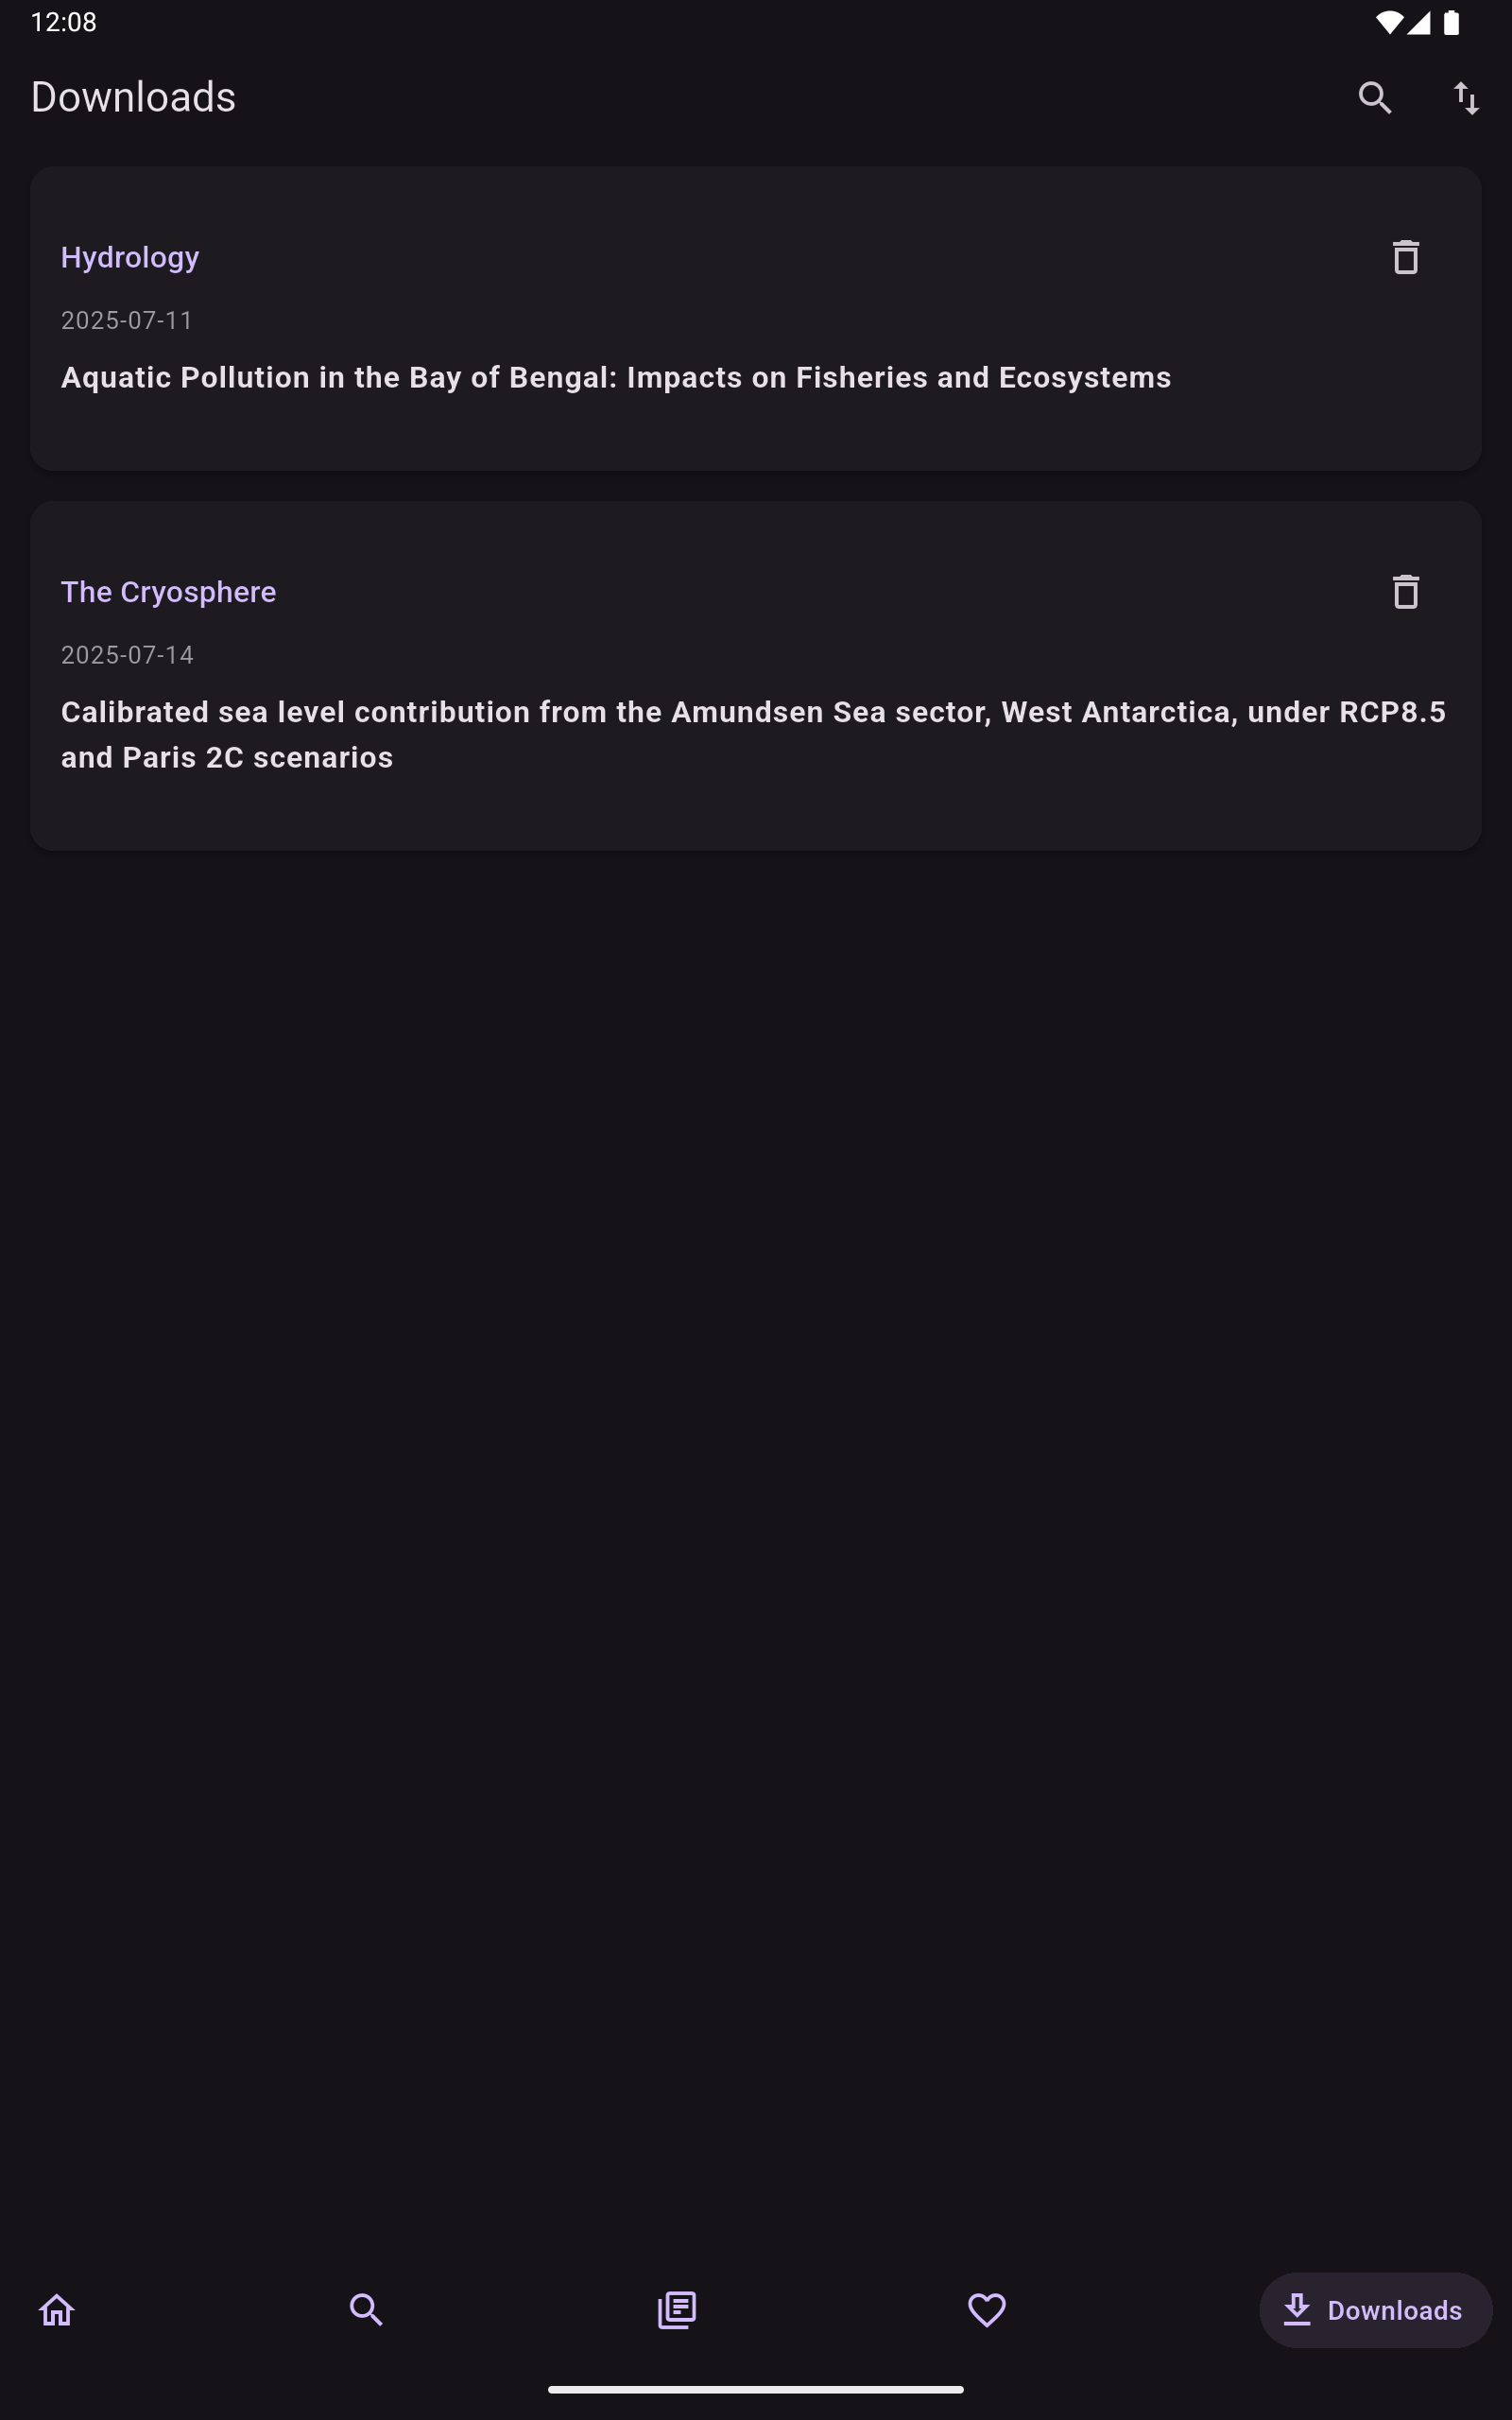 12:08
Downloads
Hydrology
2025-07-11
Aquatic Pollution in the Bay of Bengal: Impacts on Fisheries and Ecosystems
The Cryosphere
2025-07-14
Calibrated sea level contribution from the Amundsen Sea sector, West Antarctica, under RCP8.5
and Paris 2C scenarios
Downloads